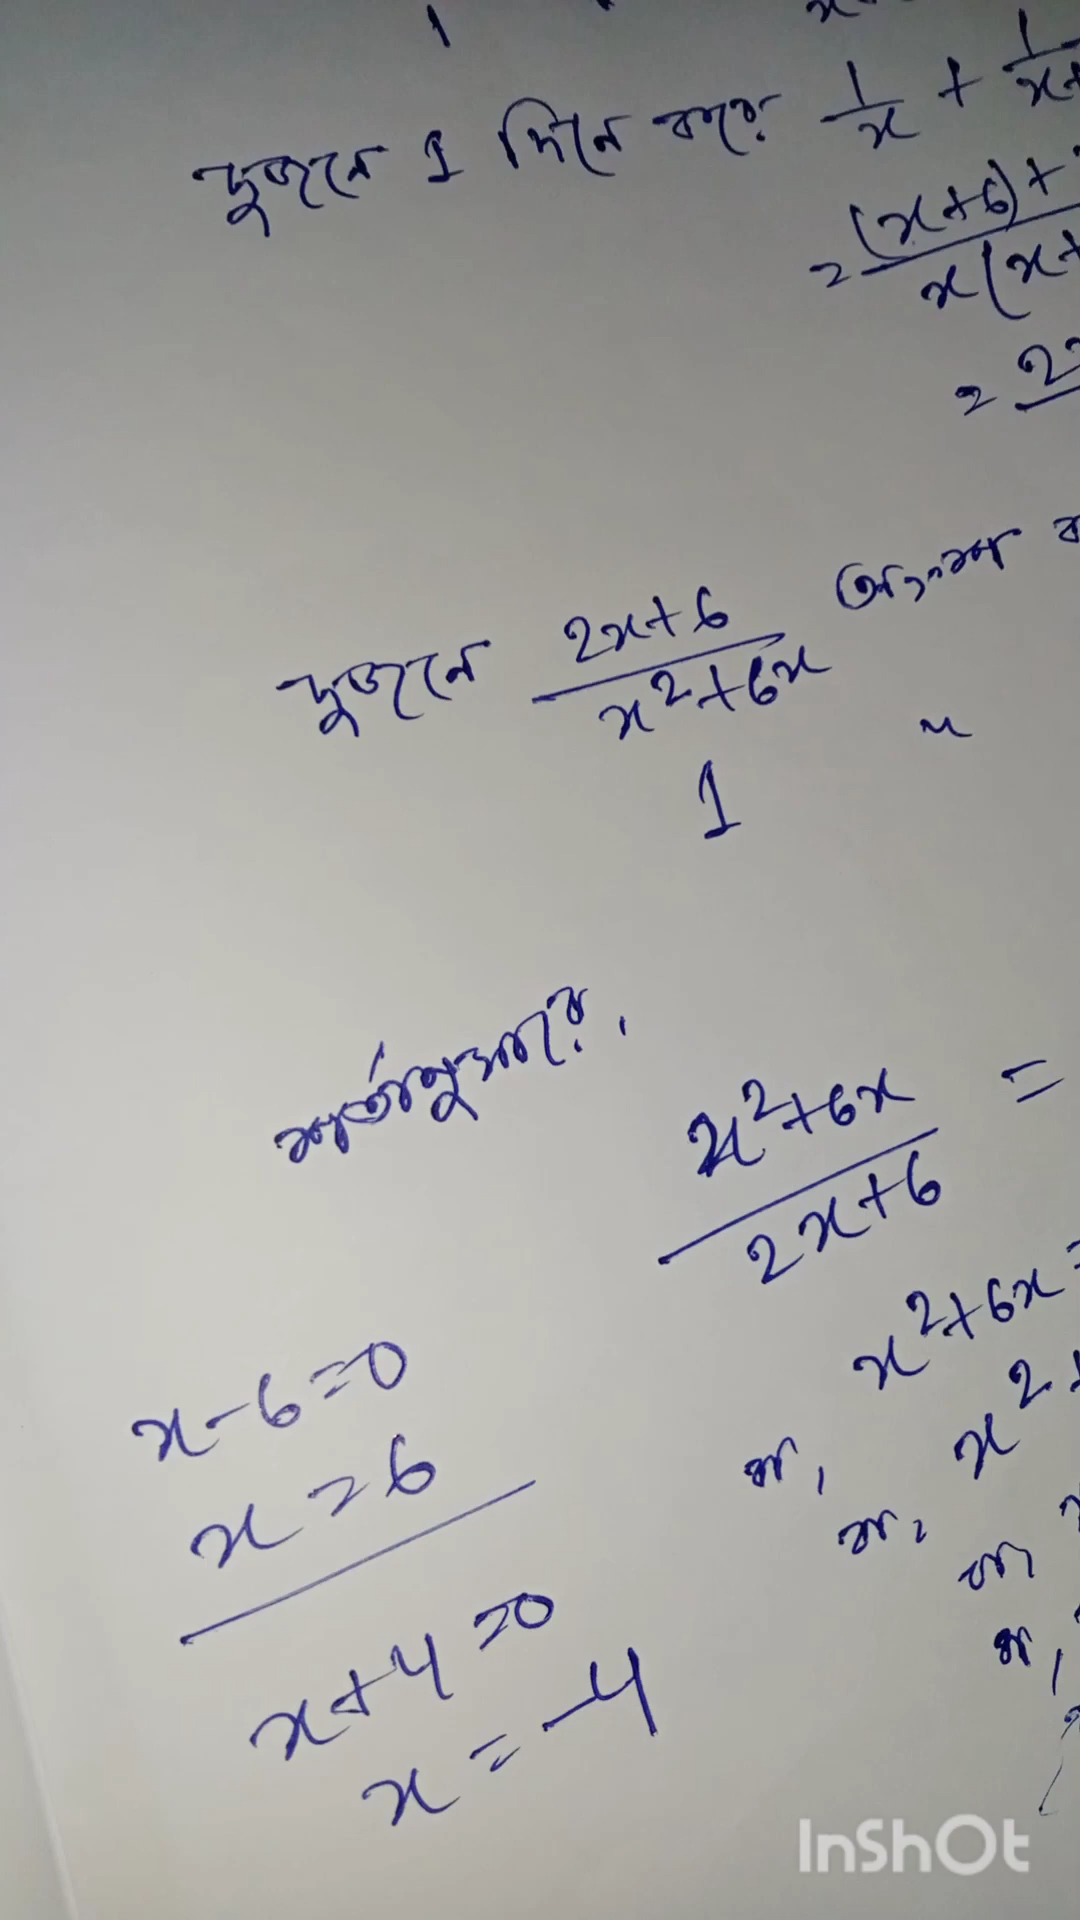 দুজনে 1 দিনে করে 1/x + 1/x+
= (x+6)+ / x(x+
= 2
দুজনে 2x+6 / x²+6x অংশ
1 "
শর্তানুসারে,
x²+6x / 2x+6 =
x²+6x =
x-6=0
বা, x²
x=6
বা,
বা,
x+4=0
বা,
x=-4
InShOt